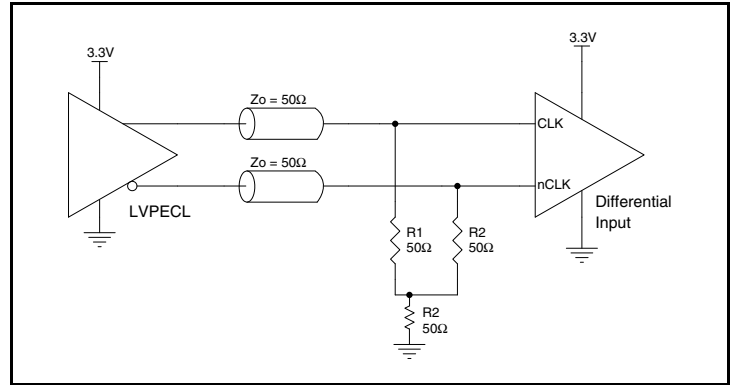 3.3V
3.3V
Zo = 50Ω
CLK
Zo = 50Ω
nCLK
LVPECL
Differential
Input
R1
50Ω
R2
50Ω
R2
50Ω